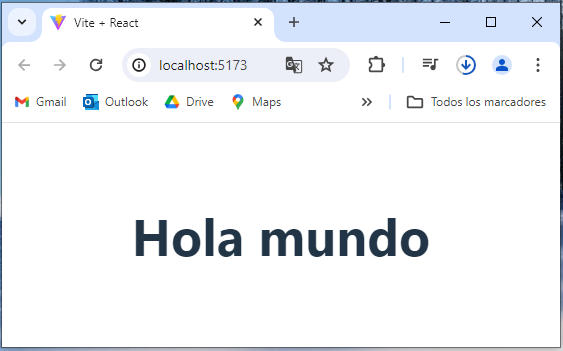 Vite + React
localhost:5173
Gmail Outlook Drive Maps » Todos los marcadores
Hola mundo